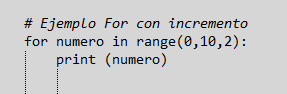 # Ejemplo For con incremento
for numero in range(0,10,2):
    print (numero)